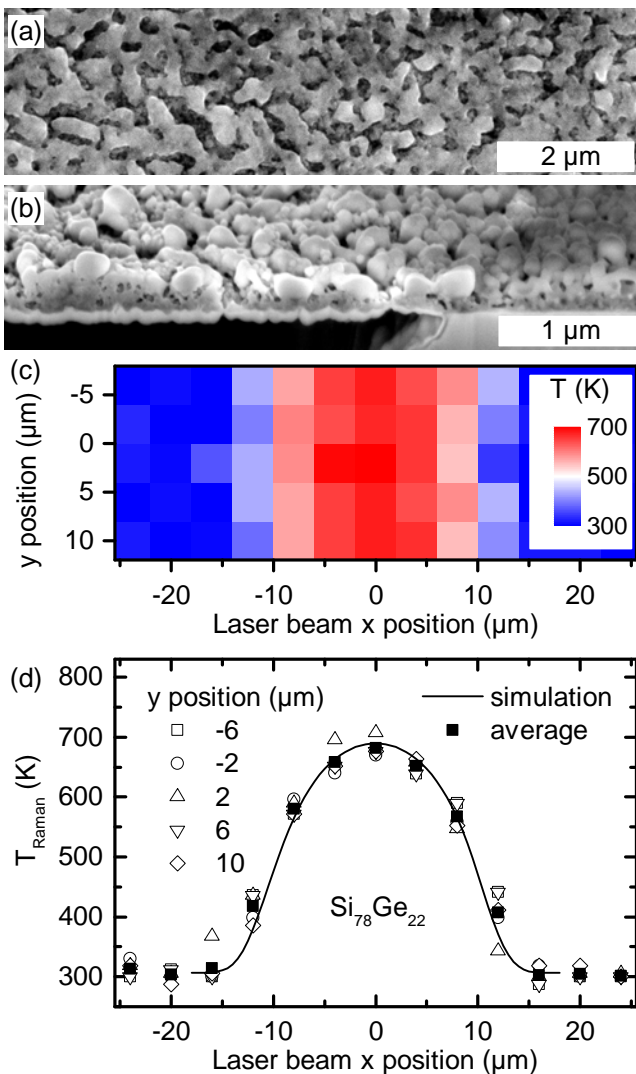 (a)
2 µm
(b)
1 µm
(c)
T (K)
700
500
300
-5
0
5
10
y position (µm)
-20 -10 0 10 20
Laser beam x position (µm)
(d)
800
700
600
500
400
300
T_Raman (K)
y position (µm)
-6
-2
2
6
10
simulation
average
Si₇₈Ge₂₂
-20 -10 0 10 20
Laser beam x position (µm)